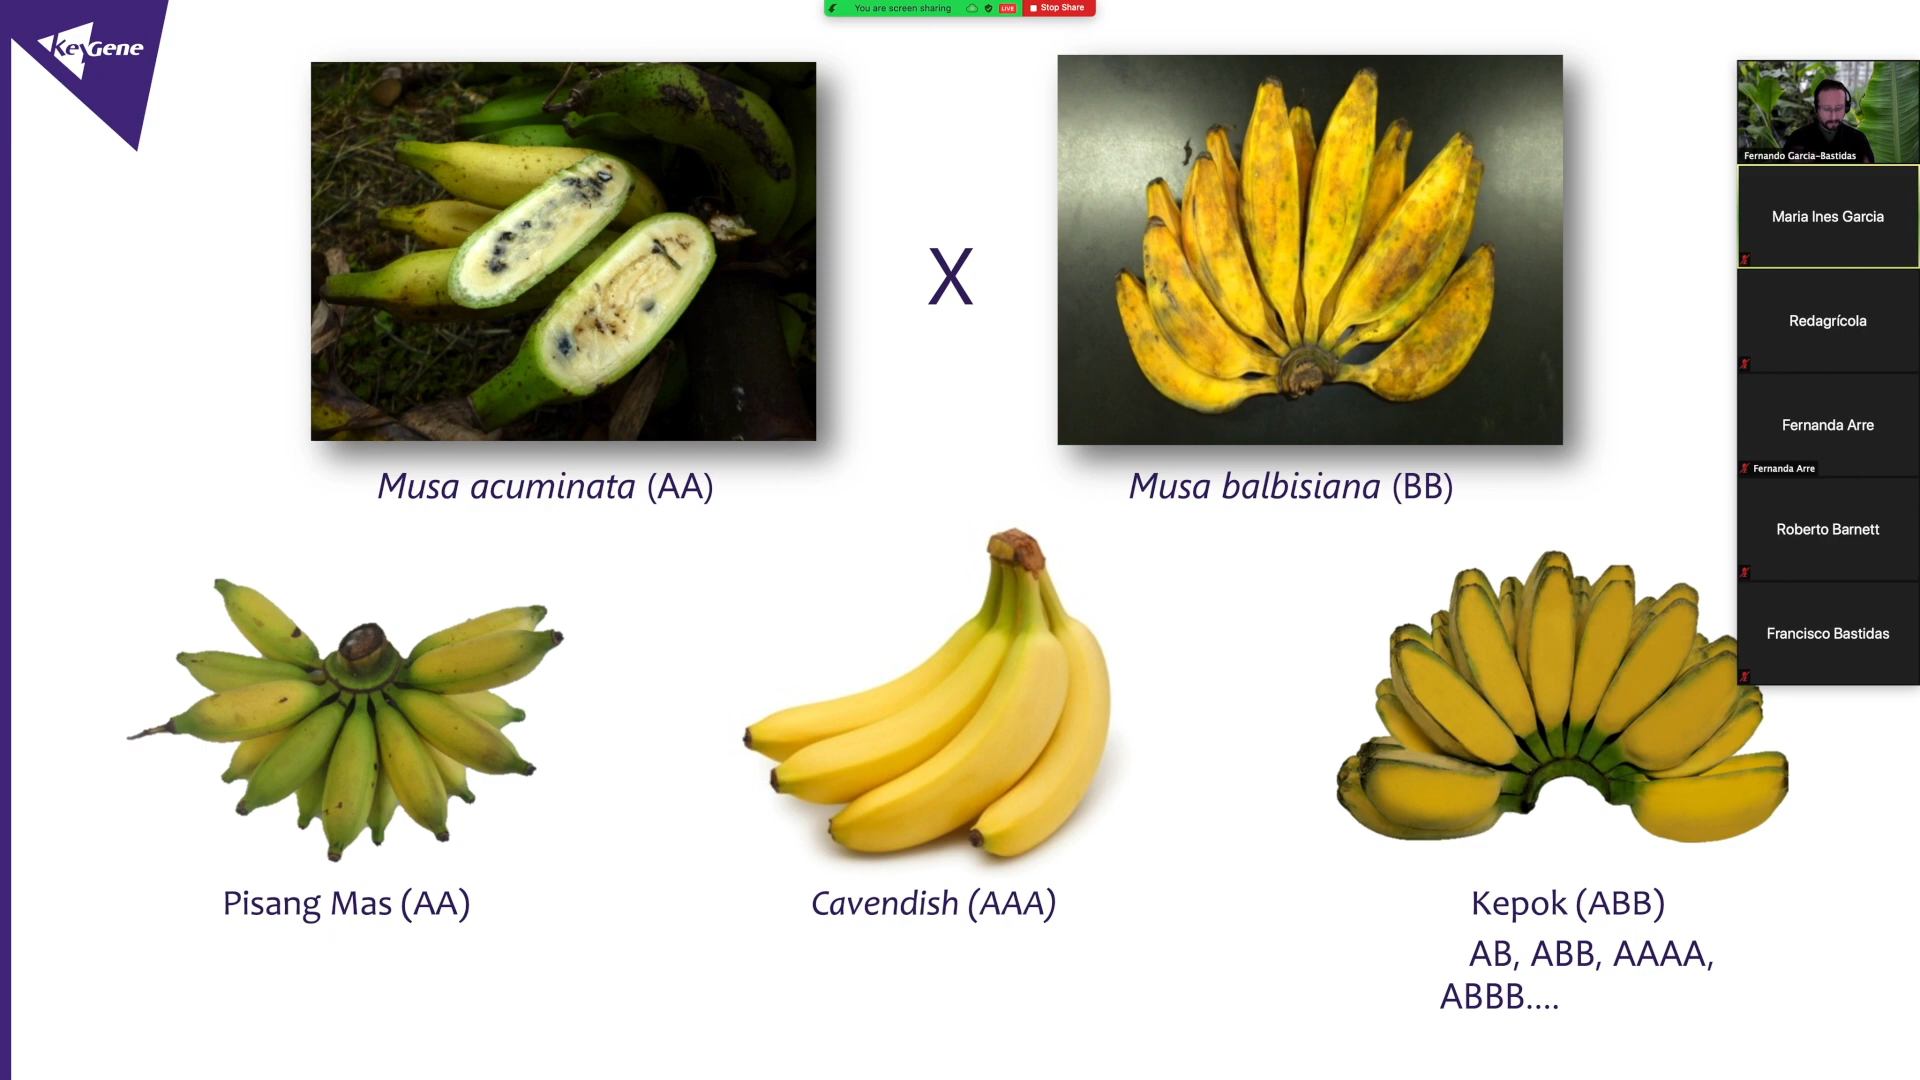 You are screen sharing
LIVE
Stop Share
KeyGene
Fernando Garcia-Bastidas
Maria Ines Garcia
Redagrícola
Fernanda Arre
Fernanda Arre
Roberto Barnett
Francisco Bastidas
X
Musa acuminata (AA)
Musa balbisiana (BB)
Pisang Mas (AA)
Cavendish (AAA)
Kepok (ABB)
AB, ABB, AAAA,
ABBB....